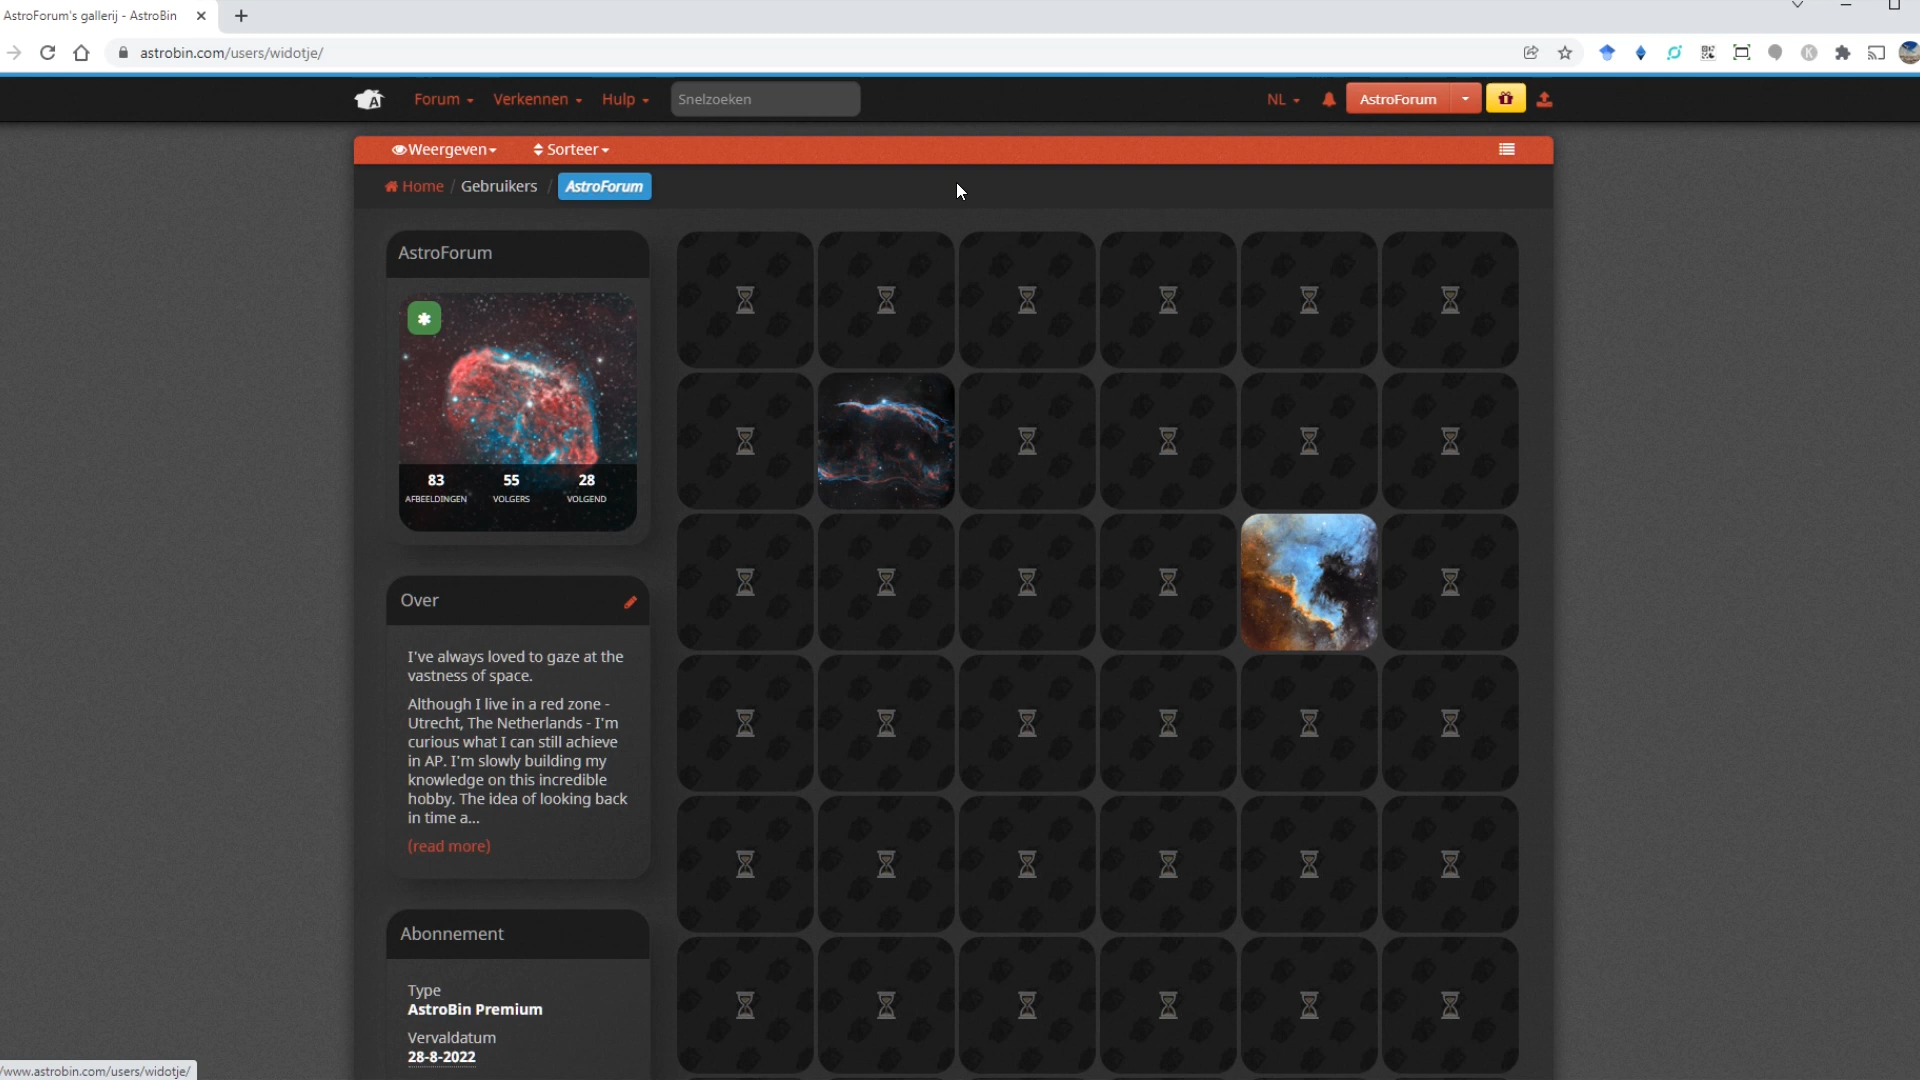 AstroForum's gallerij - AstroBin
astrobin.com/users/widotje/
A
Forum
Verkennen
Hulp
Snelzoeken
NL
AstroForum
K
Weergeven
Sorteer
Home / Gebruikers / AstroForum
AstroForum
83 55 28
AFBEELDINGEN VOLGERS VOLGEND
Over
I've always loved to gaze at the
vastness of space.
Although I live in a red zone -
Utrecht, The Netherlands - I'm
curious what I can still achieve
in AP. I'm slowly building my
knowledge on this incredible
hobby. The idea of looking back
in time a...
(read more)
Abonnement
Type
AstroBin Premium
Vervaldatum
28-8-2022
/www.astrobin.com/users/widotje/